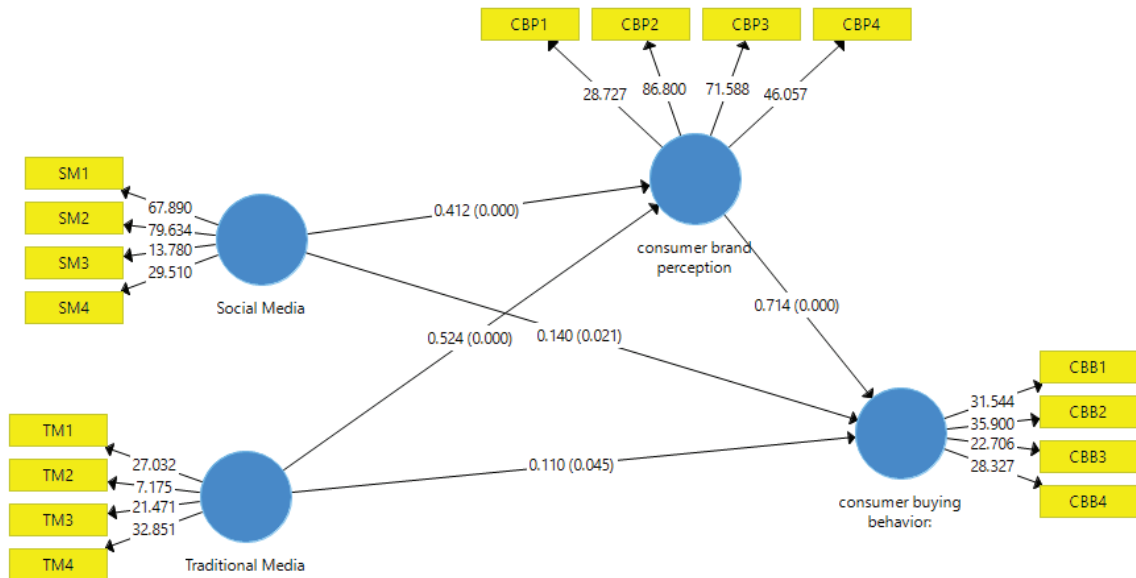 CBP1
CBP2
CBP3
CBP4
28.727
86.800
71.588
46.057
SM1
SM2
SM3
SM4
67.890
79.634
13.780
29.510
Social Media
0.412 (0.000)
consumer brand
perception
0.714 (0.000)
0.524 (0.000)
0.140 (0.021)
TM1
TM2
TM3
TM4
27.032
7.175
21.471
32.851
Traditional Media
0.110 (0.045)
CBB1
CBB2
CBB3
CBB4
31.544
35.900
22.706
28.327
consumer buying
behavior: